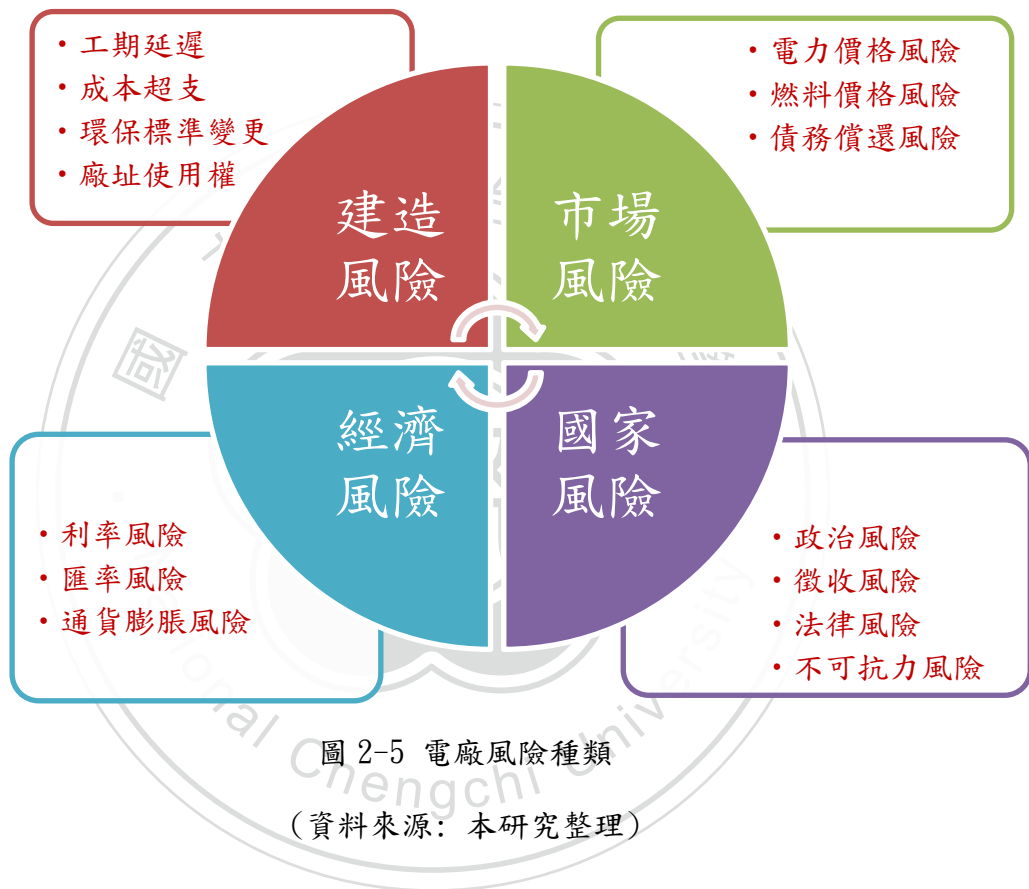 ・工期延遲
・成本超支
・環保標準變更
・廠址使用權
建造
風險
・電力價格風險
・燃料價格風險
・債務償還風險
市場
風險
經濟
風險
・利率風險
・匯率風險
・通貨膨脹風險
國家
風險
・政治風險
・徵收風險
・法律風險
・不可抗力風險
國
Chengchi University
圖 2-5 電廠風險種類
(資料來源: 本研究整理)